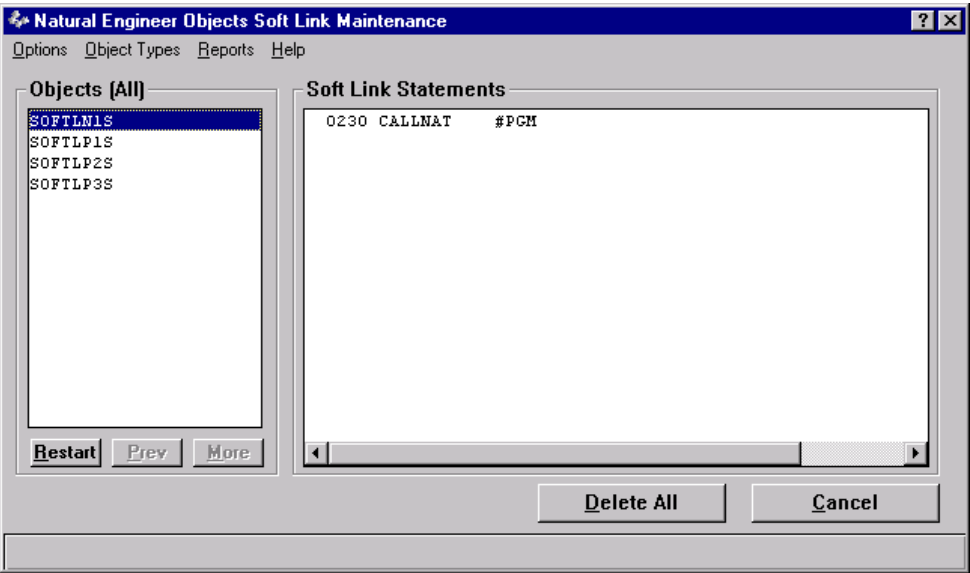 Natural Engineer Objects Soft Link Maintenance
Options Object Types Reports Help
Objects (All)
SOFTLN1S
SOFTLP1S
SOFTLP2S
SOFTLP3S
Restart Prev More
Soft Link Statements
0230 CALLNAT #PGM
Delete All Cancel